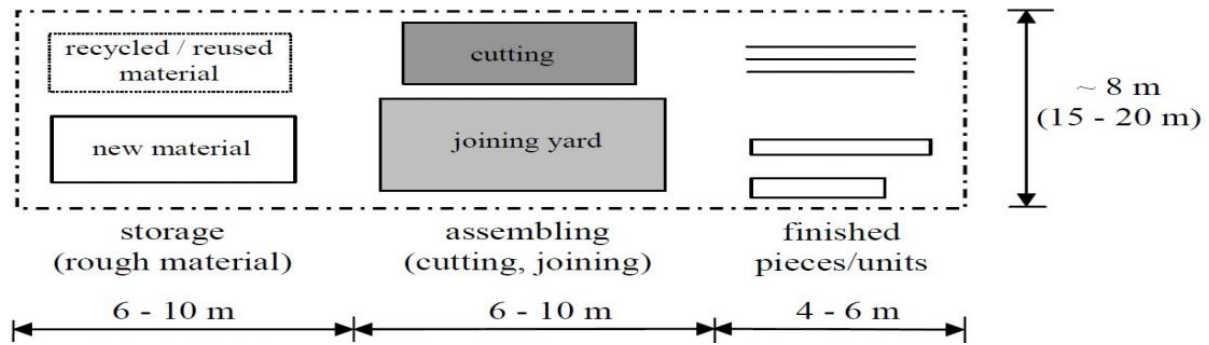 recycled / reused
material
new material
cutting
joining yard
~ 8 m
(15 - 20 m)
storage
(rough material)
assembling
(cutting, joining)
finished
pieces/units
6 - 10 m
6 - 10 m
4 - 6 m